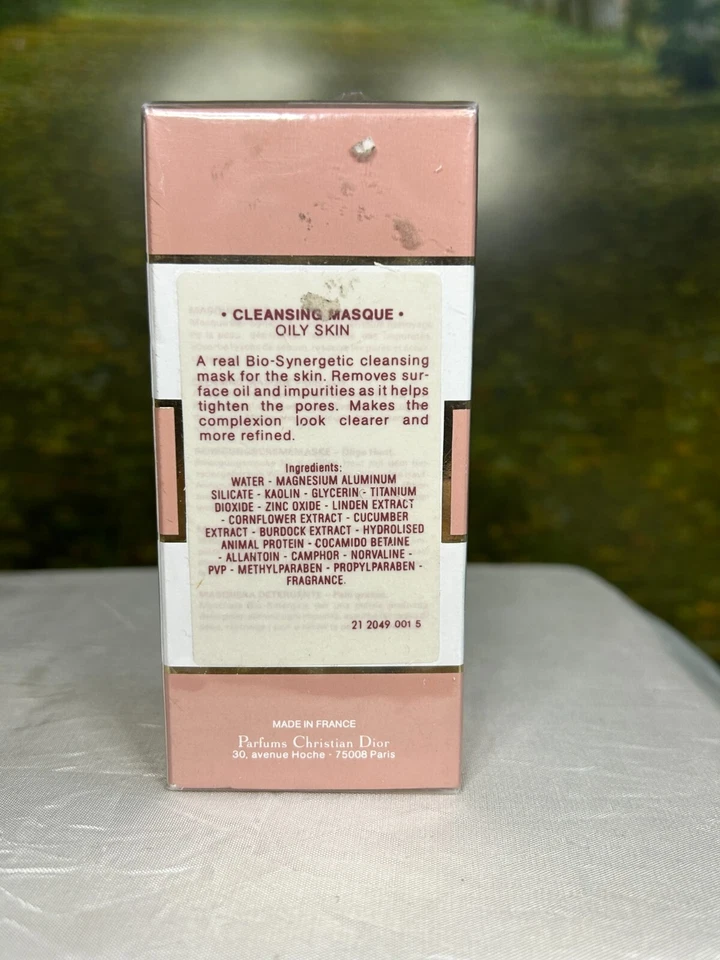 • CLEANSING MASQUE •
OILY SKIN
A real Bio-Synergetic cleansing
mask for the skin. Removes sur-
face oil and impurities as it helps
tighten the pores. Makes the
complexion look clearer and
more refined.
Ingredients:
WATER - MAGNESIUM ALUMINUM
SILICATE - KAOLIN - GLYCERIN - TITANIUM
DIOXIDE - ZINC OXIDE - LINDEN EXTRACT
- CORNFLOWER EXTRACT - CUCUMBER
EXTRACT - BURDOCK EXTRACT - HYDROLISED
ANIMAL PROTEIN - COCAMIDO BETAINE
- ALLANTOIN - CAMPHOR - NORVALINE -
PVP - METHYLPARABEN - PROPYLPARABEN -
FRAGRANCE.
21 2049 001 5
MADE IN FRANCE
Parfums Christian Dior
30, avenue Hoche - 75008 Paris